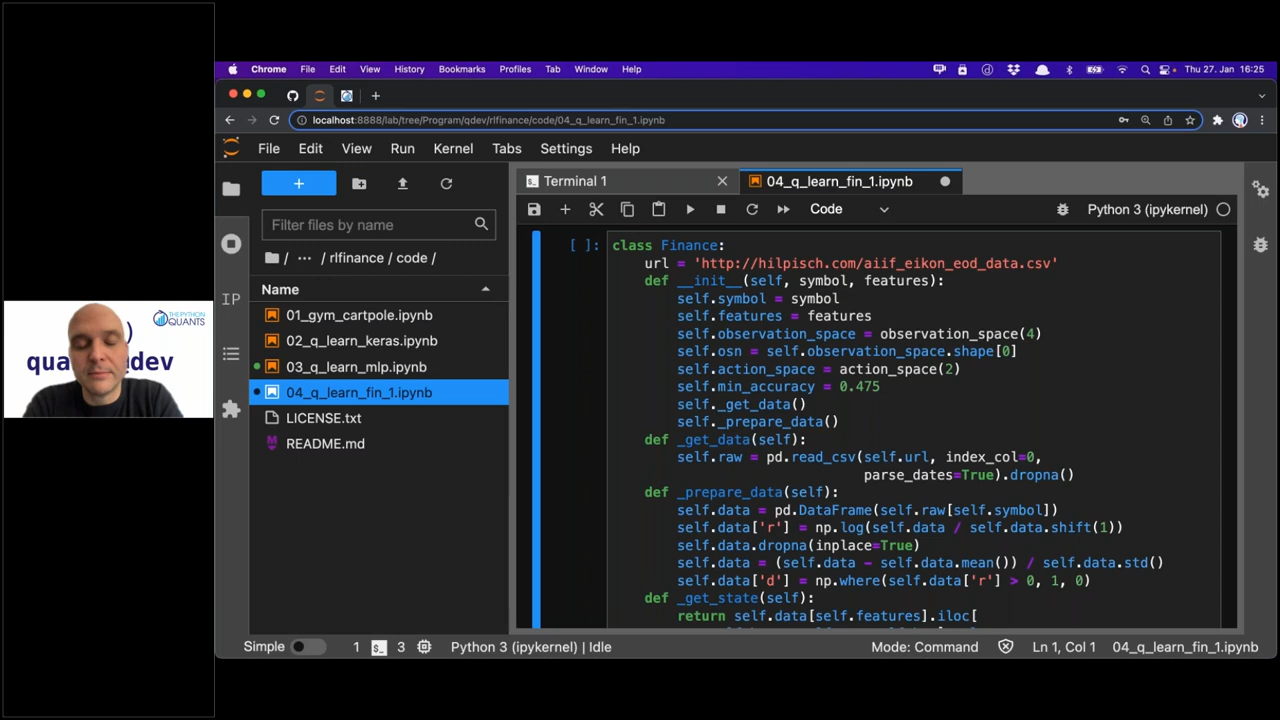 Chrome File Edit View History Bookmarks Profiles Tab Window Help Thu 27. Jan 16:25
localhost:8888/lab/tree/Program/qdev/rlfinance/code/04_q_learn_fin_1.ipynb
File Edit View Run Kernel Tabs Settings Help
Terminal 1
04_q_learn_fin_1.ipynb
Code
Python 3 (ipykernel)
Filter files by name
/ ··· / rlfinance / code /
Name
01_gym_cartpole.ipynb
02_q_learn_keras.ipynb
03_q_learn_mlp.ipynb
04_q_learn_fin_1.ipynb
LICENSE.txt
README.md
IP
THE PYTHON
QUANTS
[ ]:
class Finance:
url = 'http://hilpisch.com/aiif_eikon_eod_data.csv'
def __init__(self, symbol, features):
self.symbol = symbol
self.features = features
self.observation_space = observation_space(4)
self.osn = self.observation_space.shape[0]
self.action_space = action_space(2)
self.min_accuracy = 0.475
self._get_data()
self._prepare_data()
def _get_data(self):
self.raw = pd.read_csv(self.url, index_col=0,
parse_dates=True).dropna()
def _prepare_data(self):
self.data = pd.DataFrame(self.raw[self.symbol])
self.data['r'] = np.log(self.data / self.data.shift(1))
self.data.dropna(inplace=True)
self.data = (self.data - self.data.mean()) / self.data.std()
self.data['d'] = np.where(self.data['r'] > 0, 1, 0)
def _get_state(self):
return self.data[self.features].iloc[
Simple 1 $_ 3 Python 3 (ipykernel) | Idle Mode: Command Ln 1, Col 1 04_q_learn_fin_1.ipynb